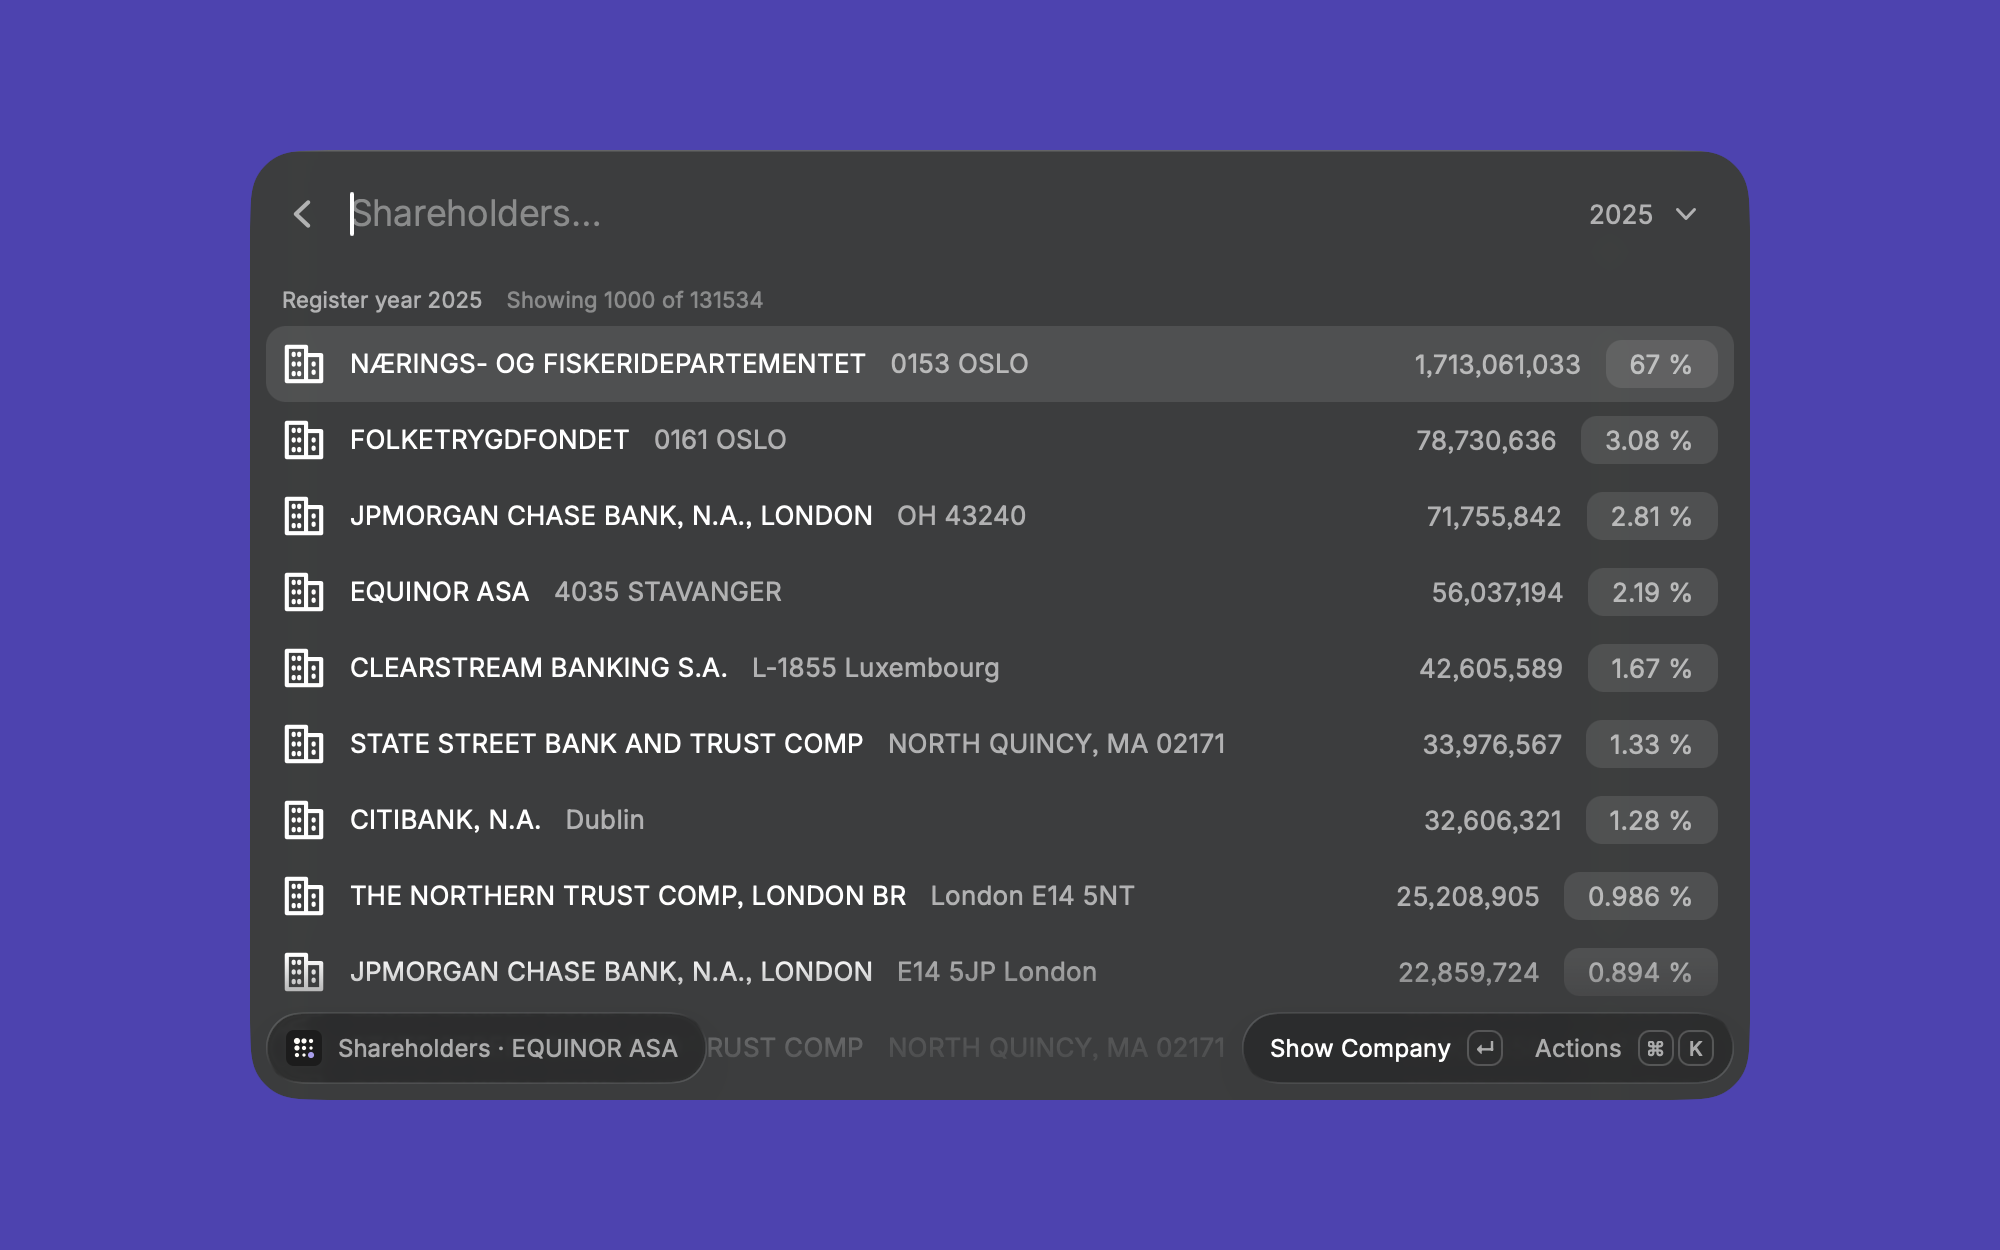 Shareholders...
2025
Register year 2025 Showing 1000 of 131534
NÆRINGS- OG FISKERIDEPARTEMENTET 0153 OSLO 1,713,061,033 67 %
FOLKETRYGDFONDET 0161 OSLO 78,730,636 3.08 %
JPMORGAN CHASE BANK, N.A., LONDON OH 43240 71,755,842 2.81 %
EQUINOR ASA 4035 STAVANGER 56,037,194 2.19 %
CLEARSTREAM BANKING S.A. L-1855 Luxembourg 42,605,589 1.67 %
STATE STREET BANK AND TRUST COMP NORTH QUINCY, MA 02171 33,976,567 1.33 %
CITIBANK, N.A. Dublin 32,606,321 1.28 %
THE NORTHERN TRUST COMP, LONDON BR London E14 5NT 25,208,905 0.986 %
JPMORGAN CHASE BANK, N.A., LONDON E14 5JP London 22,859,724 0.894 %
Shareholders · EQUINOR ASA RUST COMP NORTH QUINCY, MA 02171 Show Company ↵ Actions ⌘ K